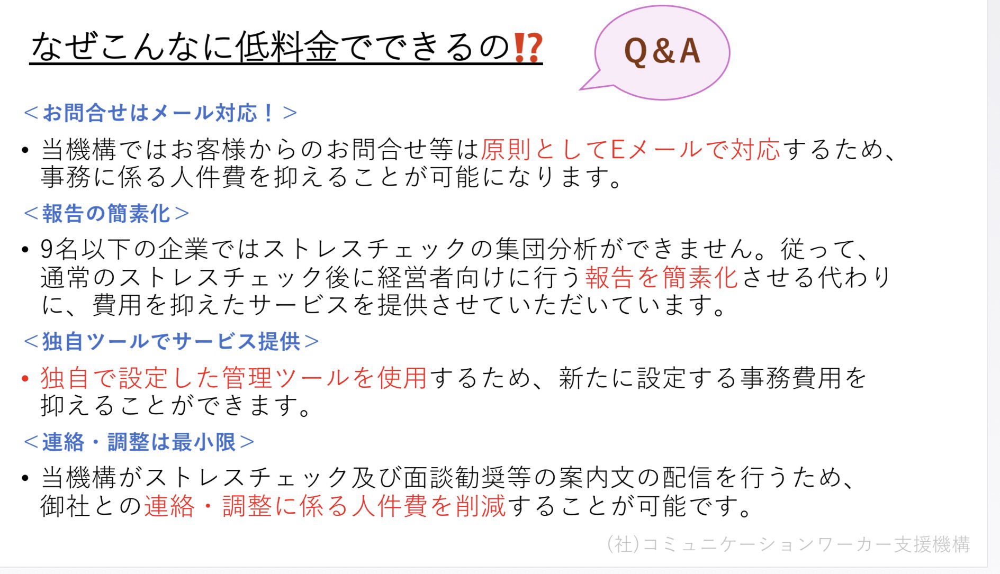 なぜこんなに低料金でできるの⁉
Q&A
＜お問合せはメール対応！＞
• 当機構ではお客様からのお問合せ等は原則としてEメールで対応するため、
事務に係る人件費を抑えることが可能になります。
＜報告の簡素化＞
• 9名以下の企業ではストレスチェックの集団分析ができません。従って、
通常のストレスチェック後に経営者向けに行う報告を簡素化させる代わり
に、費用を抑えたサービスを提供させていただいています。
＜独自ツールでサービス提供＞
• 独自で設定した管理ツールを使用するため、新たに設定する事務費用を
抑えることができます。
＜連絡・調整は最小限＞
• 当機構がストレスチェック及び面談勧奨等の案内文の配信を行うため、
御社との連絡・調整に係る人件費を削減することが可能です。
(社)コミュニケーションワーカー支援機構